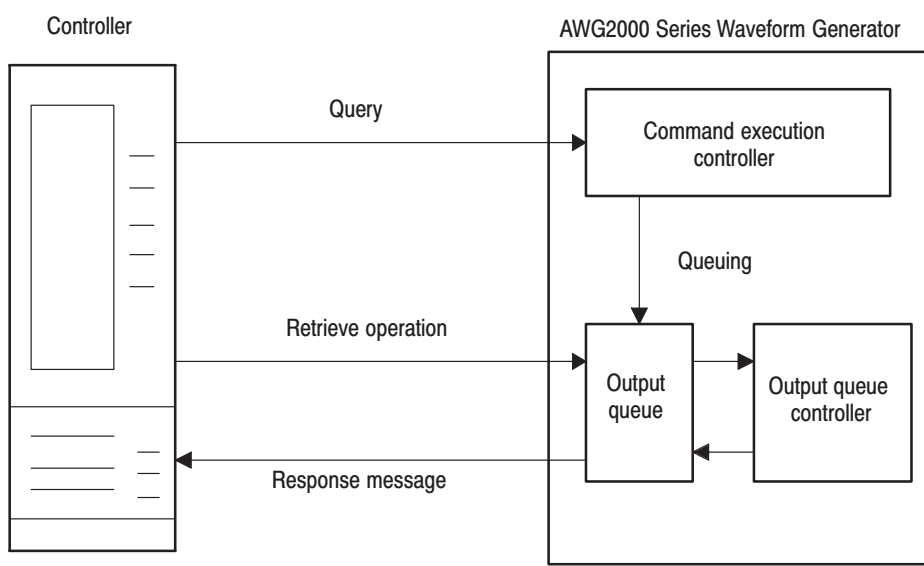 Controller
AWG2000 Series Waveform Generator
Query
Command execution
controller
Queuing
Retrieve operation
Output
queue
Output queue
controller
Response message